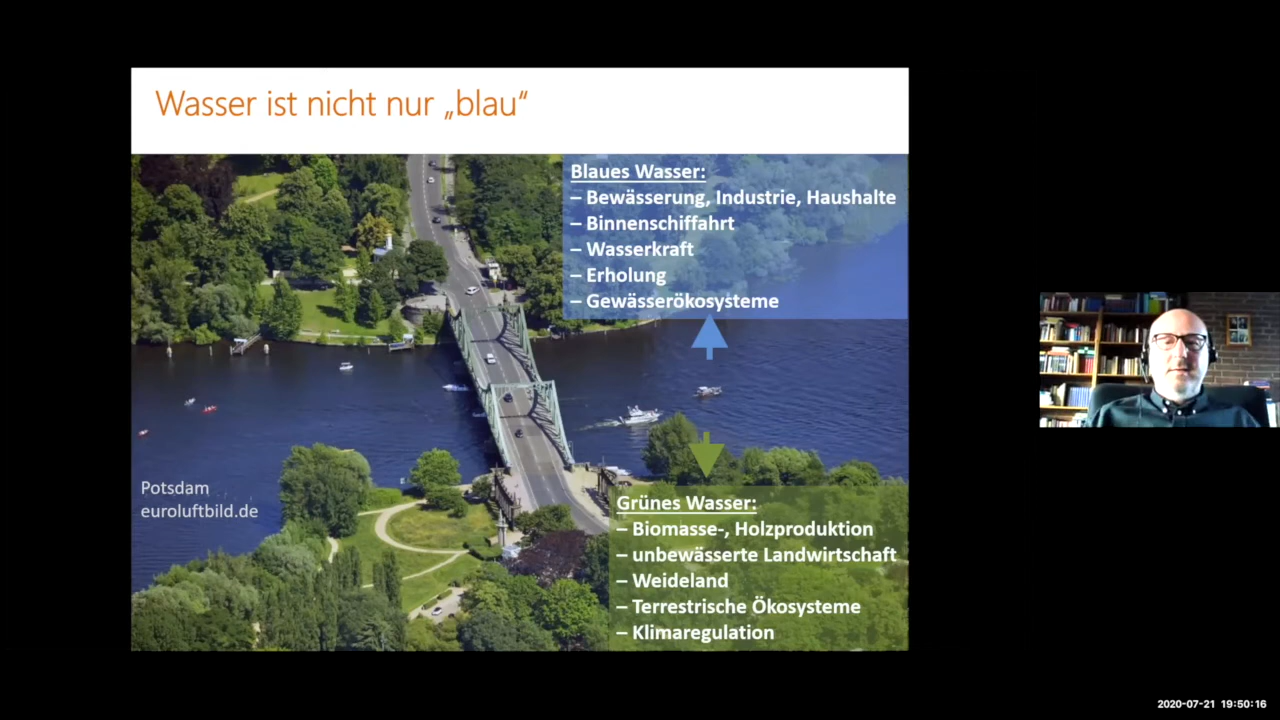 Wasser ist nicht nur „blau“
Blaues Wasser:
– Bewässerung, Industrie, Haushalte
– Binnenschiffahrt
– Wasserkraft
– Erholung
– Gewässerökosysteme
Potsdam
euroluftbild.de
Grünes Wasser:
– Biomasse-, Holzproduktion
– unbewässerte Landwirtschaft
– Weideland
– Terrestrische Ökosysteme
– Klimaregulation
2020-07-21 19:50:16